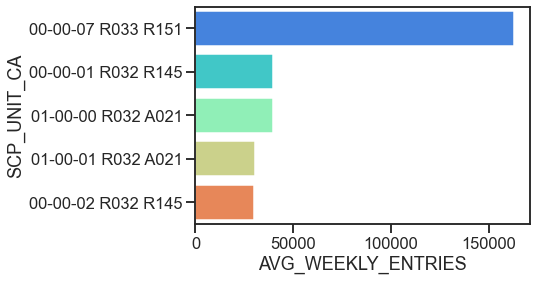 SCP_UNIT_CA
00-00-07 R033 R151
00-00-01 R032 R145
01-00-00 R032 A021
01-00-01 R032 A021
00-00-02 R032 R145
0 50000 100000 150000
AVG_WEEKLY_ENTRIES